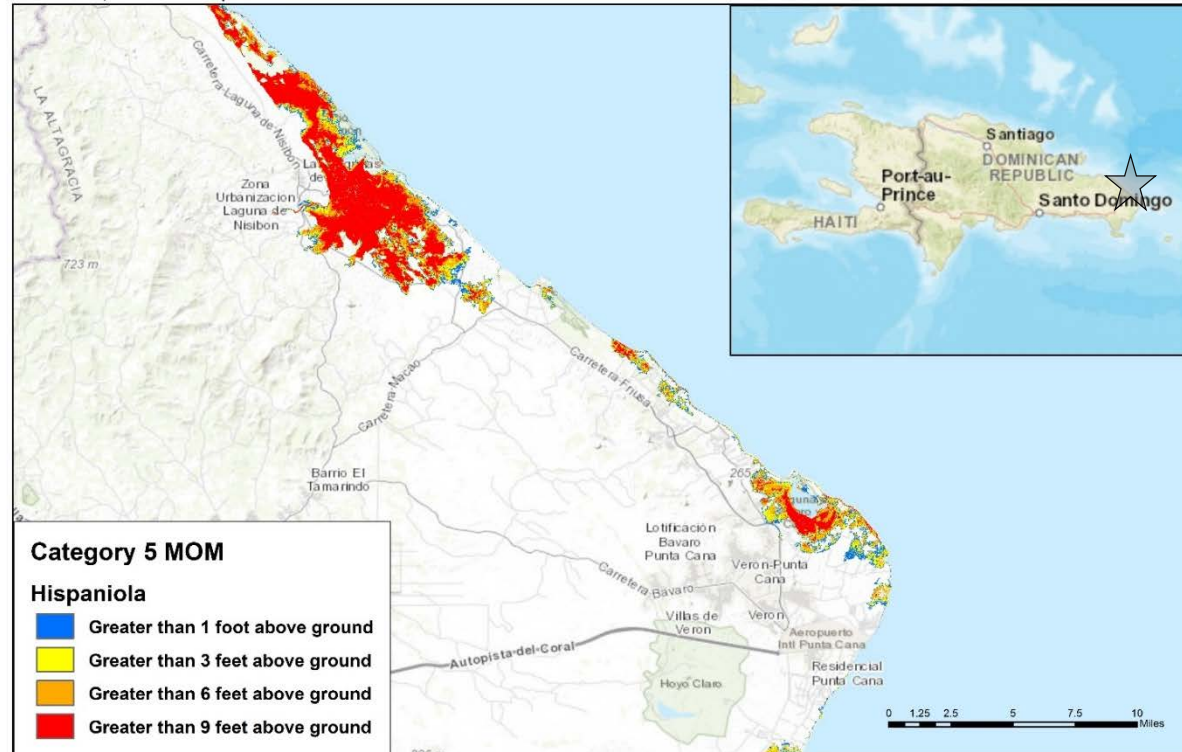 LA ALTAGRACIA
Carretera-Laguna de Nisibón
Zona
Urbanizacion
Laguna de
Nisibon
723 m
Carretera-Macao
Carretera-Friusa
Barrio El
Tamarindo
265
Lotificación
Bavaro
Punta Cana
Veron-Punta
Cana
Carretera Bávaro
Villas de
Veron
Veron
Aeropuerto
Intl Punta Cana
Residencial
Punta Cana
Autopista-del-Coral
Hoyo Claro
Santiago
DOMINICAN
REPUBLIC
Port-au-
Prince
Santo Domingo
HAITI
Category 5 MOM
Hispaniola
Greater than 1 foot above ground
Greater than 3 feet above ground
Greater than 6 feet above ground
Greater than 9 feet above ground
0 1.25 2.5 5 7.5 10
Miles